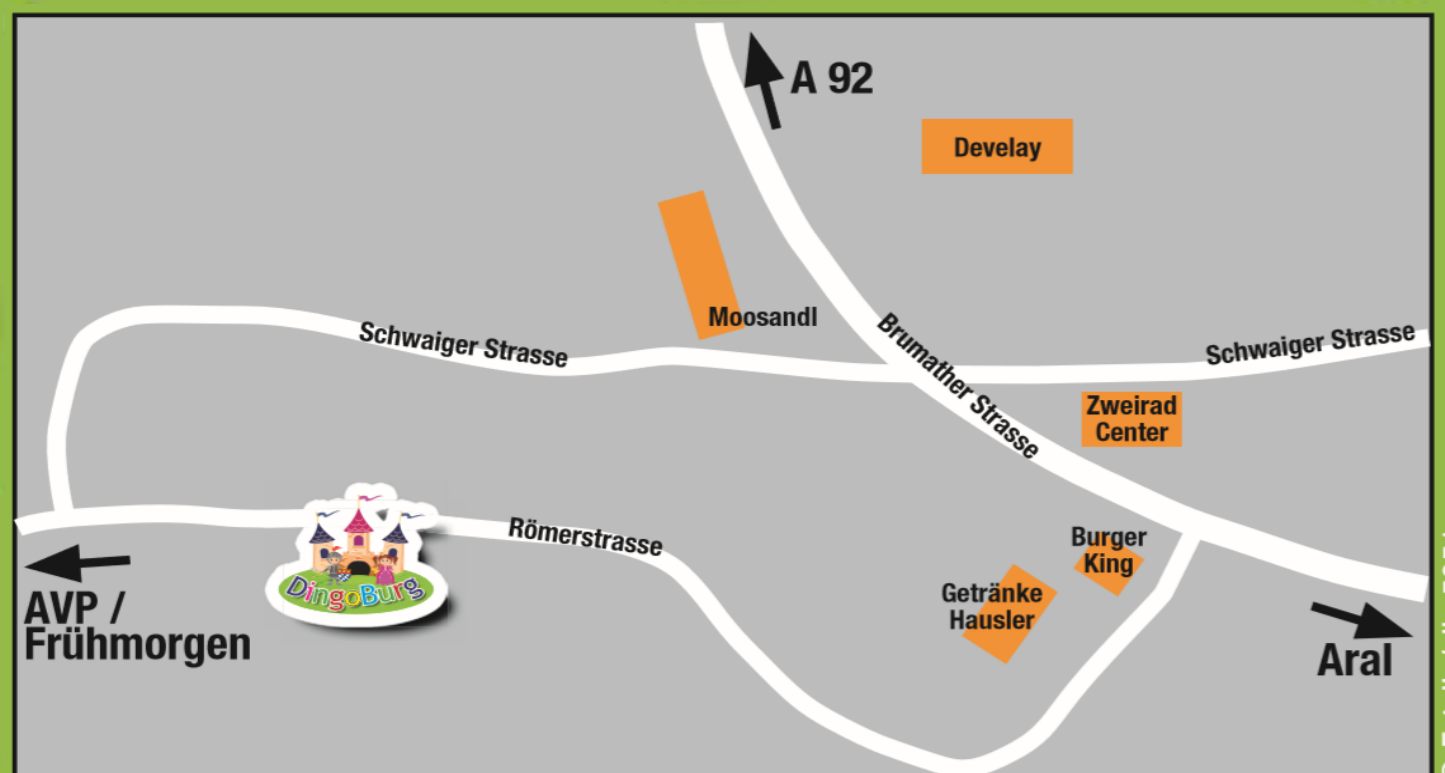 A 92
Develay
Moosandl
Schwaiger Strasse
Brumather Strasse
Schwaiger Strasse
Zweirad
Center
Römerstrasse
Burger
King
Getränke
Hausler
DingoBurg
AVP /
Frühmorgen
Aral